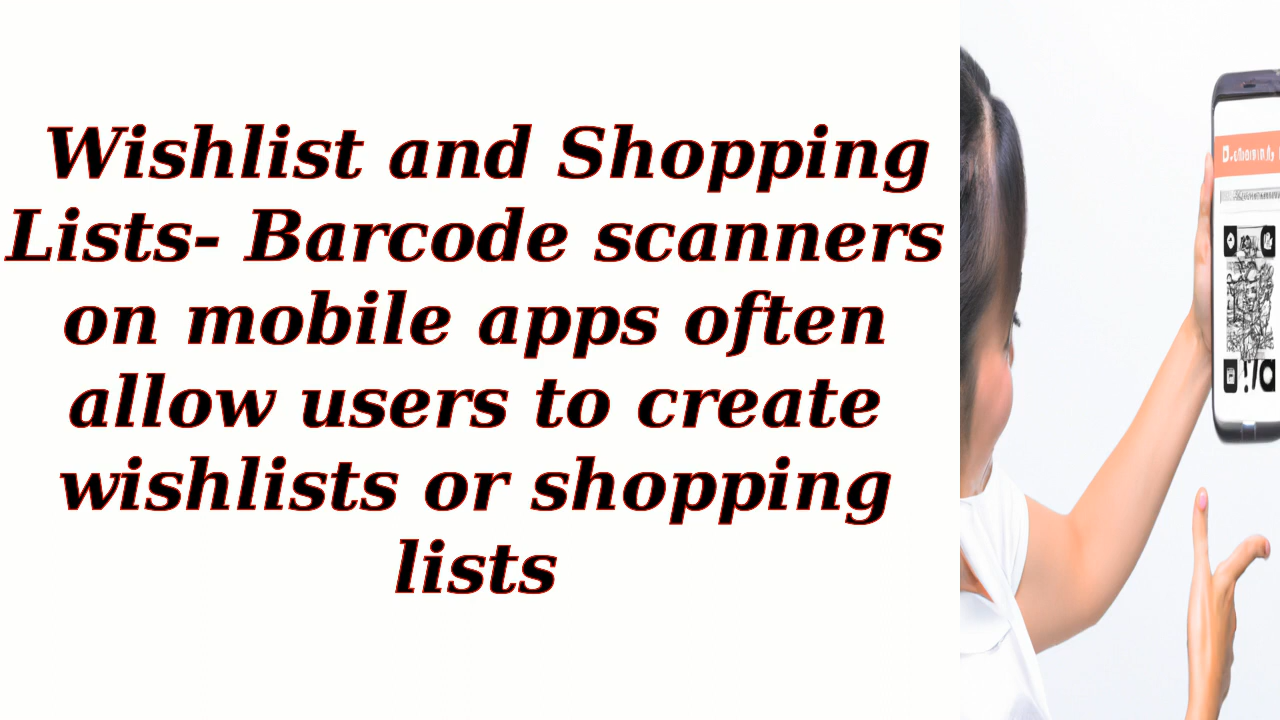 Wishlist and Shopping
Lists- Barcode scanners
on mobile apps often
allow users to create
wishlists or shopping
lists